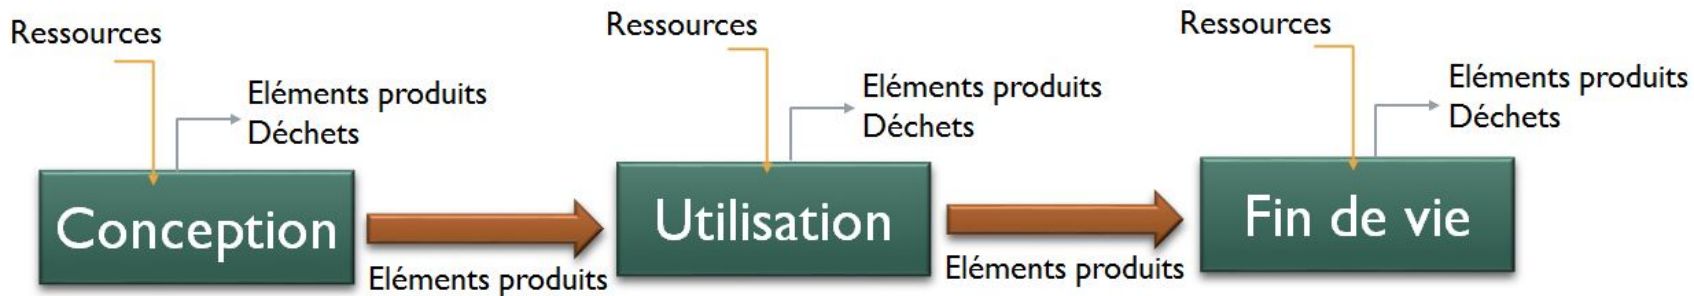 Ressources
Eléments produits
Déchets
Conception
Eléments produits
Ressources
Eléments produits
Déchets
Utilisation
Eléments produits
Ressources
Eléments produits
Déchets
Fin de vie